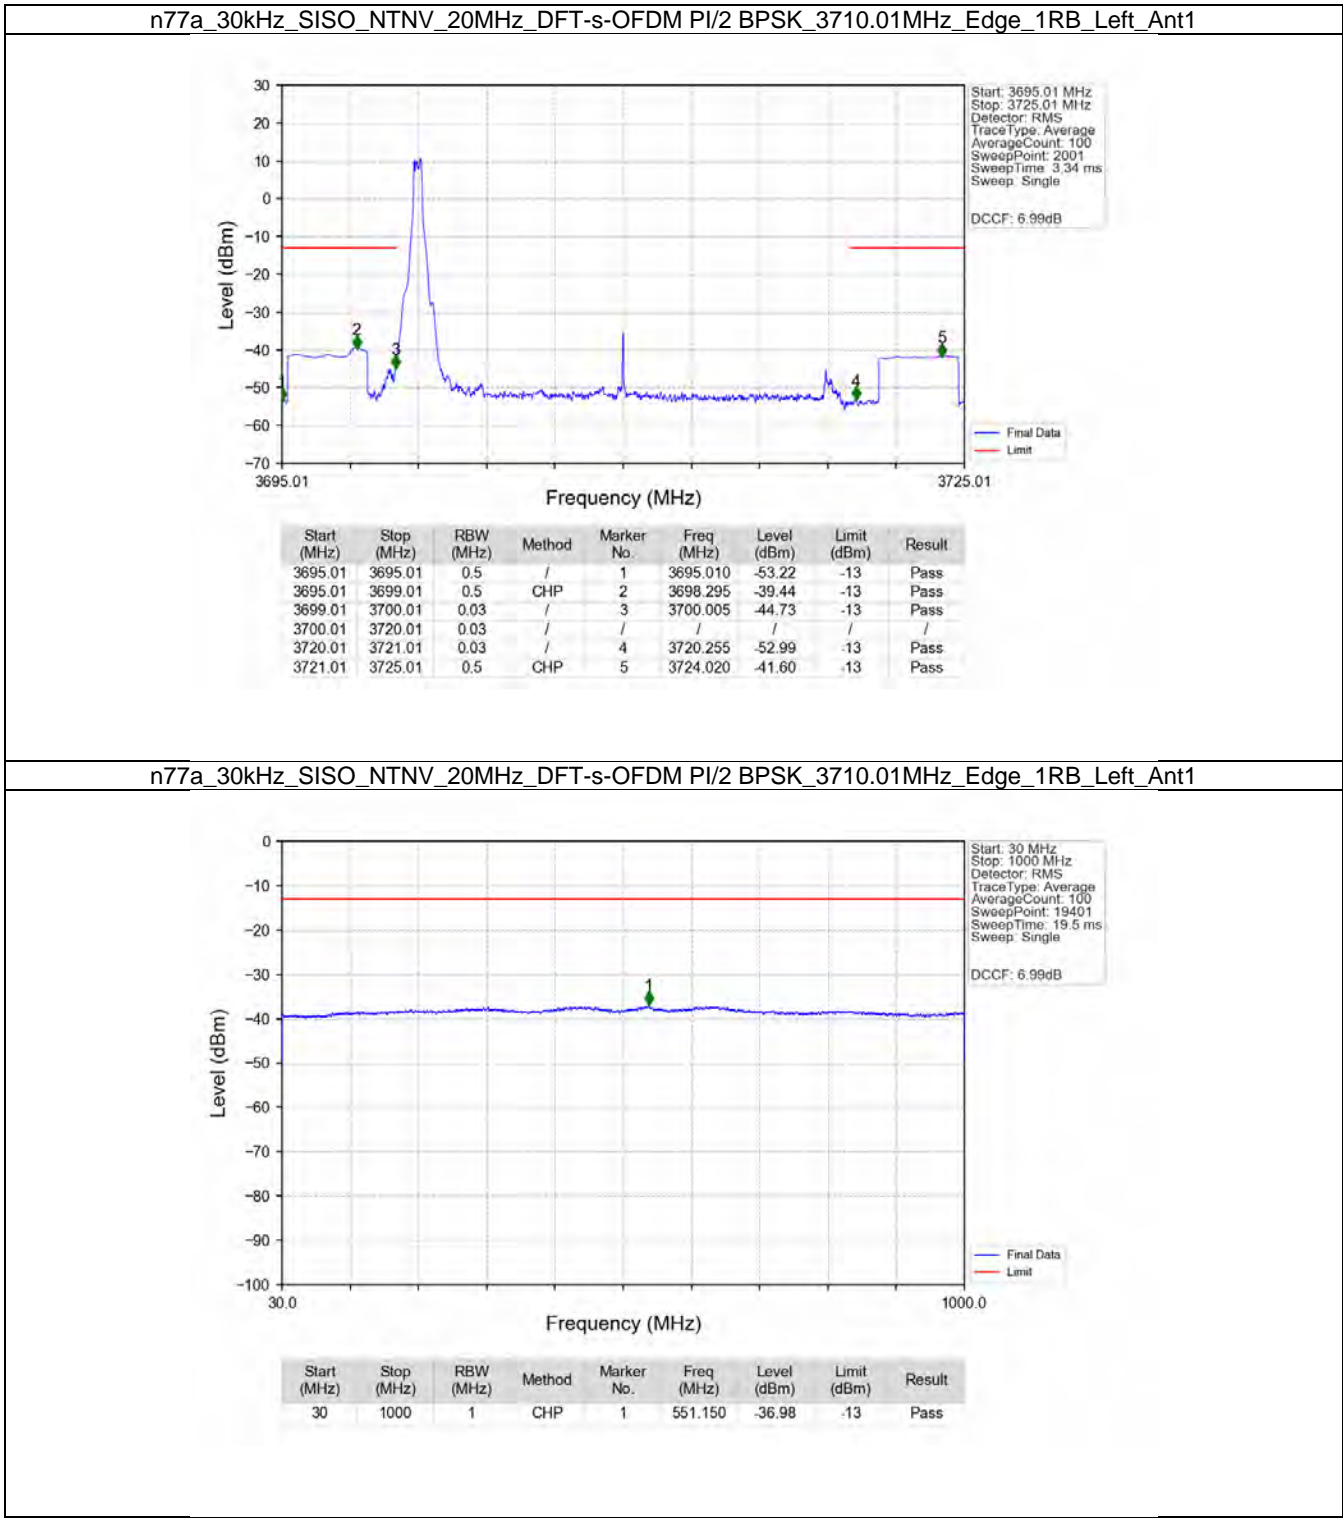 n77a_30kHz_SISO_NTNV_20MHz_DFT-s-OFDM PI/2 BPSK_3710.01MHz_Edge_1RB_Left_Ant1
Start: 3695.01 MHz
Stop: 3725.01 MHz
Detector: RMS
TraceType: Average
AverageCount: 100
SweepPoint: 2001
SweepTime: 3.34 ms
Sweep: Single
DCCF: 6.99dB
30
20
10
0
−10
−20
−30
−40
−50
−60
−70
Level (dBm)
1
2
3
4
5
Final Data
Limit
3695.01
3725.01
Frequency (MHz)
Start (MHz) Stop (MHz) RBW (MHz) Method Marker No. Freq (MHz) Level (dBm) Limit (dBm) Result
3695.01 3695.01 0.5 / 1 3695.010 -53.22 -13 Pass
3695.01 3699.01 0.5 CHP 2 3698.295 -39.44 -13 Pass
3699.01 3700.01 0.03 / 3 3700.005 -44.73 -13 Pass
3700.01 3720.01 0.03 / / / / / /
3720.01 3721.01 0.03 / 4 3720.255 -52.99 -13 Pass
3721.01 3725.01 0.5 CHP 5 3724.020 -41.60 -13 Pass
n77a_30kHz_SISO_NTNV_20MHz_DFT-s-OFDM PI/2 BPSK_3710.01MHz_Edge_1RB_Left_Ant1
Start: 30 MHz
Stop: 1000 MHz
Detector: RMS
TraceType: Average
AverageCount: 100
SweepPoint: 19401
SweepTime: 19.5 ms
Sweep: Single
DCCF: 6.99dB
0
−10
−20
−30
−40
−50
−60
−70
−80
−90
−100
Level (dBm)
1
Final Data
Limit
30.0
1000.0
Frequency (MHz)
Start (MHz) Stop (MHz) RBW (MHz) Method Marker No. Freq (MHz) Level (dBm) Limit (dBm) Result
30 1000 1 CHP 1 551.150 -36.98 -13 Pass